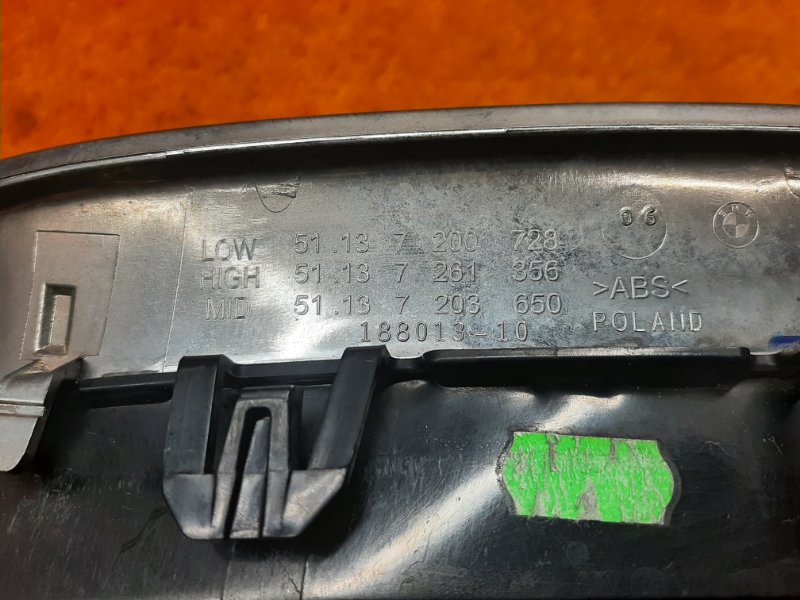 LOW 51.13 7 200 728
HIGH 51.13 7 261 356
MID 51.13 7 203 650
188013-10
06
BMW
>ABS<
POLAND